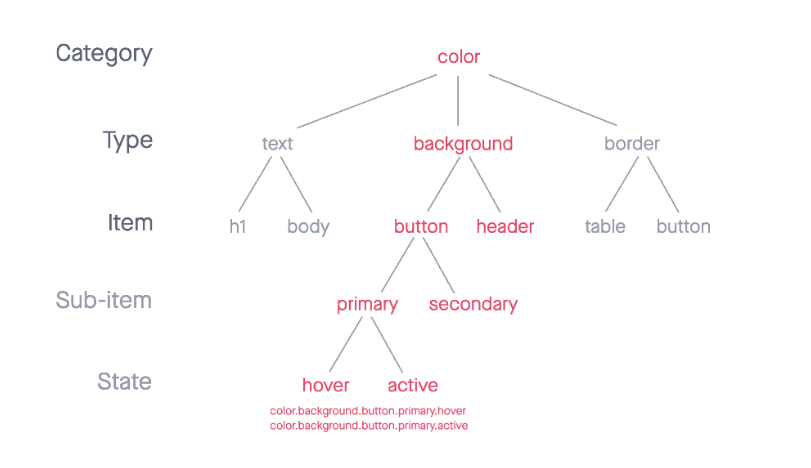 Category color
Type text background border
Item h1 body button header table button
Sub-item primary secondary
State hover active
color.background.button.primary.hover
color.background.button.primary.active